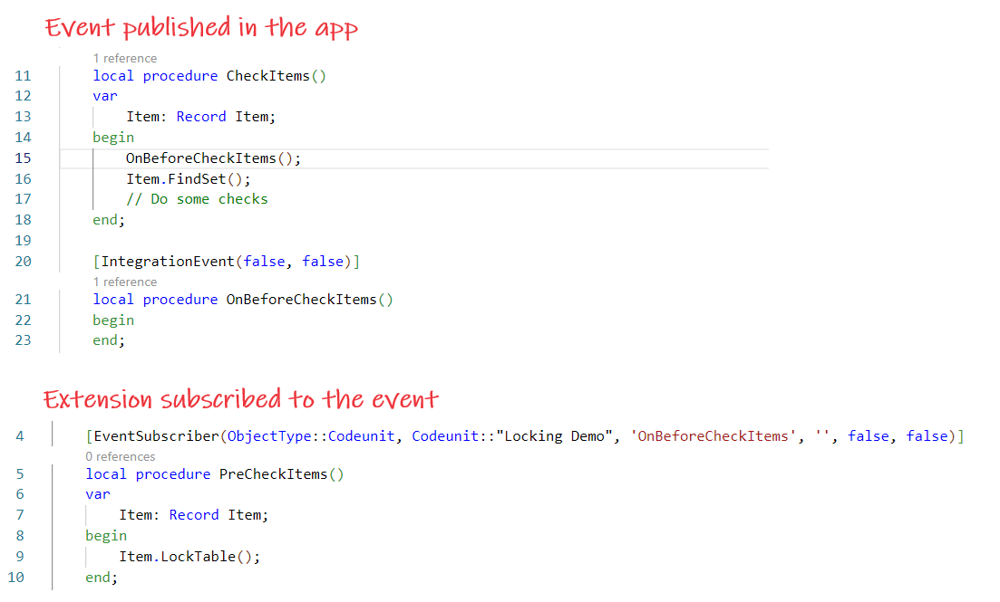 Event published in the app
1 reference
11 local procedure CheckItems()
12 var
13 Item: Record Item;
14 begin
15 OnBeforeCheckItems();
16 Item.FindSet();
17 // Do some checks
18 end;
19
20 [IntegrationEvent(false, false)]
1 reference
21 local procedure OnBeforeCheckItems()
22 begin
23 end;
Extension subscribed to the event
4 [EventSubscriber(ObjectType::Codeunit, Codeunit::"Locking Demo", 'OnBeforeCheckItems', '', false, false)]
0 references
5 local procedure PreCheckItems()
6 var
7 Item: Record Item;
8 begin
9 Item.LockTable();
10 end;